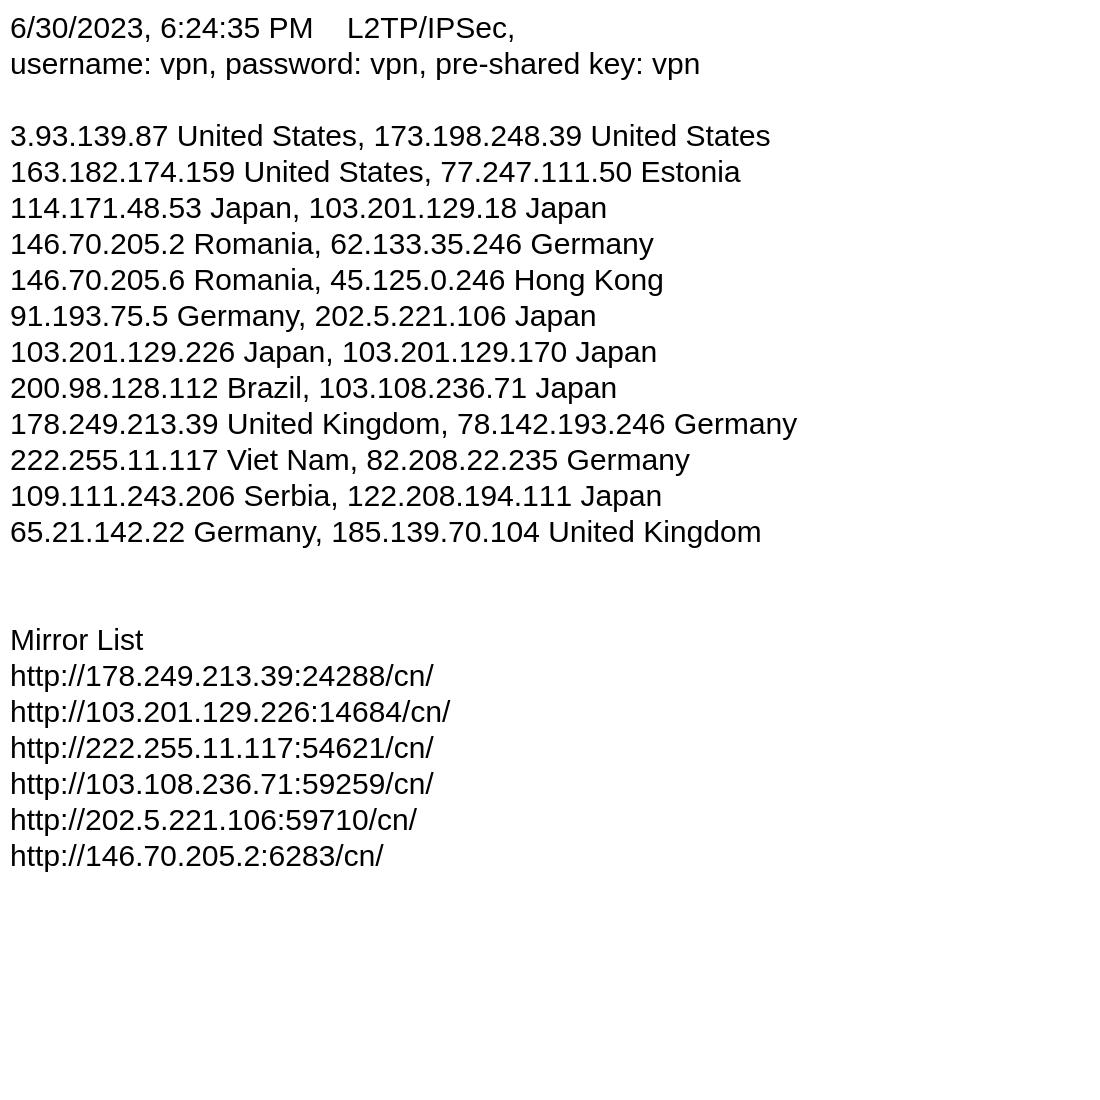 6/30/2023, 6:24:35 PM    L2TP/IPSec,
username: vpn, password: vpn, pre-shared key: vpn
3.93.139.87 United States, 173.198.248.39 United States
163.182.174.159 United States, 77.247.111.50 Estonia
114.171.48.53 Japan, 103.201.129.18 Japan
146.70.205.2 Romania, 62.133.35.246 Germany
146.70.205.6 Romania, 45.125.0.246 Hong Kong
91.193.75.5 Germany, 202.5.221.106 Japan
103.201.129.226 Japan, 103.201.129.170 Japan
200.98.128.112 Brazil, 103.108.236.71 Japan
178.249.213.39 United Kingdom, 78.142.193.246 Germany
222.255.11.117 Viet Nam, 82.208.22.235 Germany
109.111.243.206 Serbia, 122.208.194.111 Japan
65.21.142.22 Germany, 185.139.70.104 United Kingdom
Mirror List
http://178.249.213.39:24288/cn/
http://103.201.129.226:14684/cn/
http://222.255.11.117:54621/cn/
http://103.108.236.71:59259/cn/
http://202.5.221.106:59710/cn/
http://146.70.205.2:6283/cn/